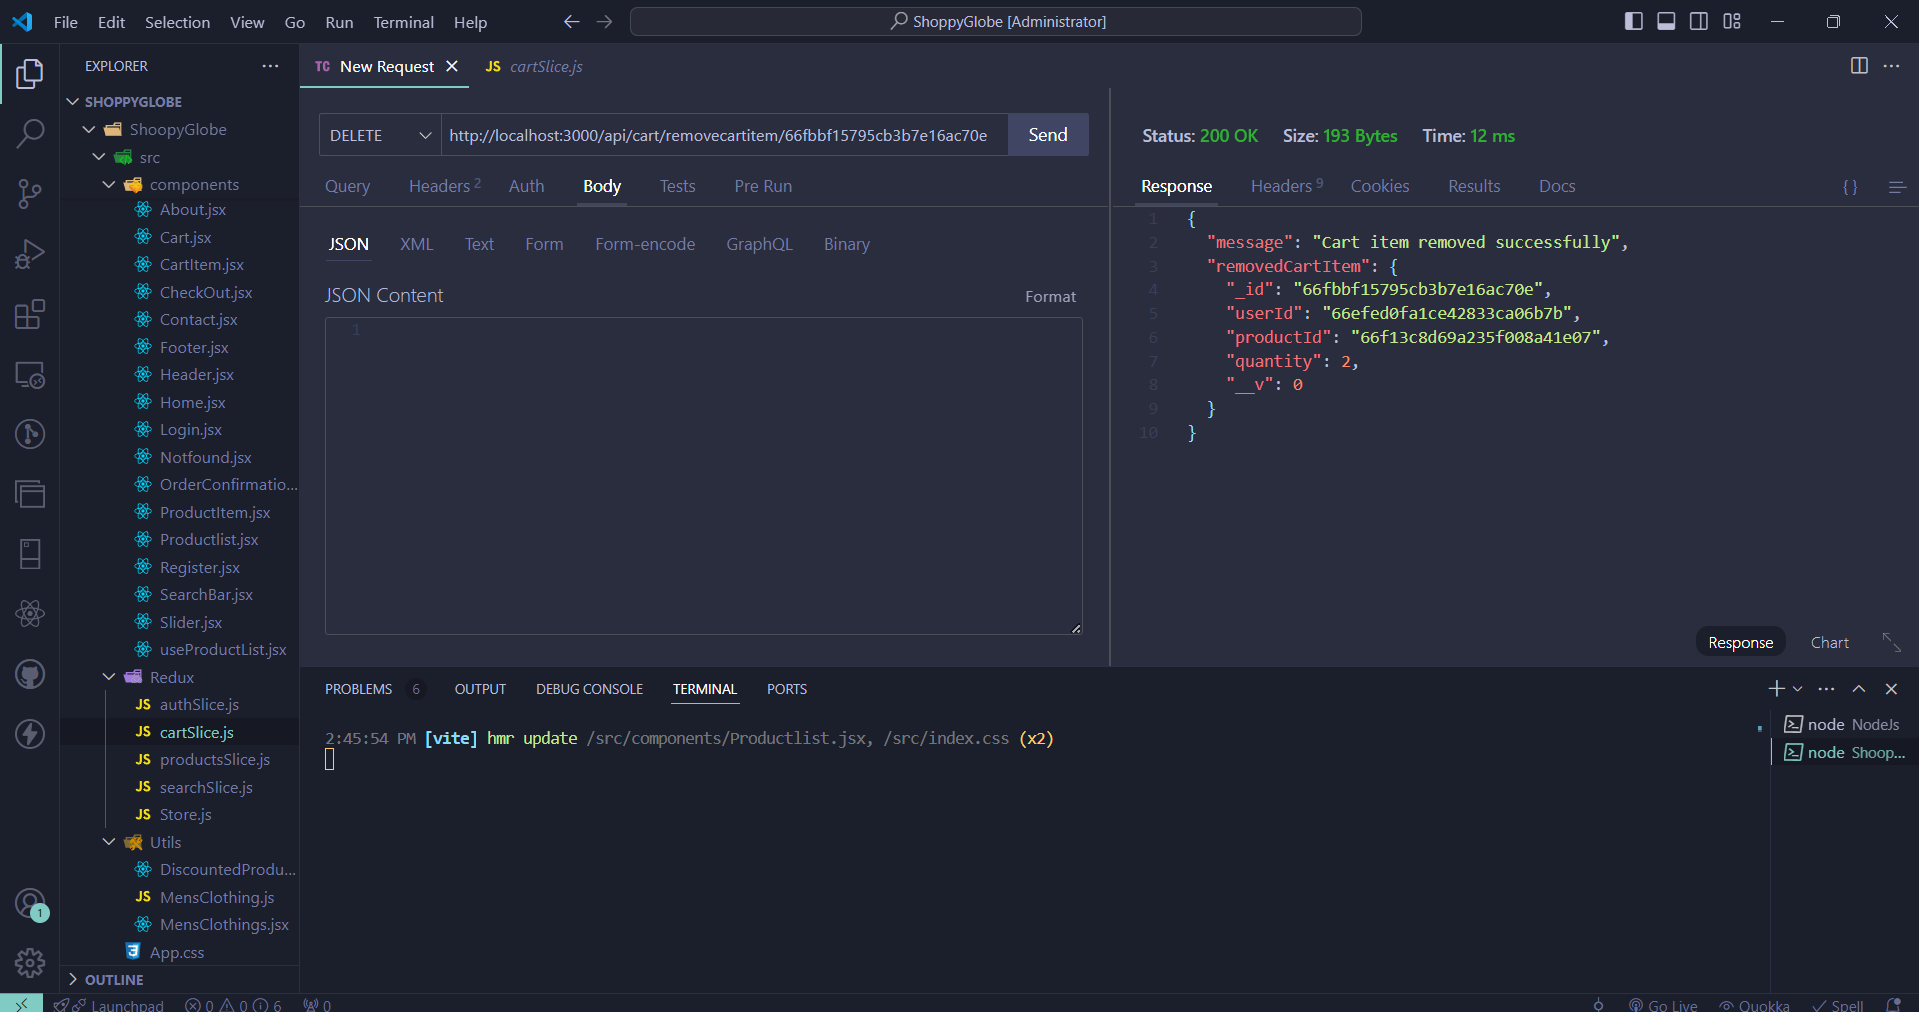 File Edit Selection View Go Run Terminal Help
ShoppyGlobe [Administrator]
EXPLORER
SHOPPYGLOBE
ShoopyGlobe
src
components
About.jsx
Cart.jsx
CartItem.jsx
CheckOut.jsx
Contact.jsx
Footer.jsx
Header.jsx
Home.jsx
Login.jsx
Notfound.jsx
OrderConfirmatio...
ProductItem.jsx
Productlist.jsx
Register.jsx
SearchBar.jsx
Slider.jsx
useProductList.jsx
Redux
JS authSlice.js
JS cartSlice.js
JS productsSlice.js
JS searchSlice.js
JS Store.js
Utils
DiscountedProdu...
JS MensClothing.js
MensClothings.jsx
App.css
OUTLINE
1
TC New Request
JS cartSlice.js
DELETE
http://localhost:3000/api/cart/removecartitem/66fbbf15795cb3b7e16ac70e
Send
Query Headers 2 Auth Body Tests Pre Run
JSON XML Text Form Form-encode GraphQL Binary
JSON Content
Format
1
Status: 200 OK Size: 193 Bytes Time: 12 ms
Response Headers 9 Cookies Results Docs
{ }
1 {
2 "message": "Cart item removed successfully",
3 "removedCartItem": {
4 "_id": "66fbbf15795cb3b7e16ac70e",
5 "userId": "66efed0fa1ce42833ca06b7b",
6 "productId": "66f13c8d69a235f008a41e07",
7 "quantity": 2,
8 "__v": 0
9 }
10 }
Response Chart
PROBLEMS 6 OUTPUT DEBUG CONSOLE TERMINAL PORTS
2:45:54 PM [vite] hmr update /src/components/Productlist.jsx, /src/index.css (x2)
node NodeJs
node Shoop...
Launchpad 0 0 6 0
Go Live Quokka Spell